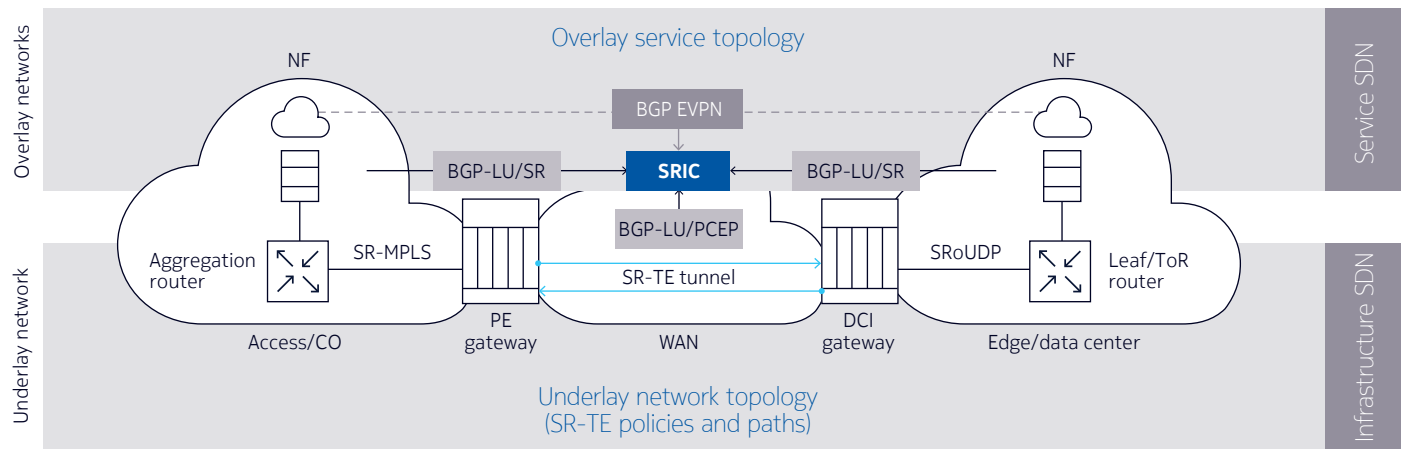 Overlay networks
Overlay service topology
Service SDN
NF
NF
BGP EVPN
BGP-LU/SR
SRIC
BGP-LU/SR
BGP-LU/PCEP
Aggregation
router
SR-MPLS
SR-TE tunnel
SRoUDP
Leaf/ToR
router
Access/CO
PE
gateway
WAN
DCI
gateway
Edge/data center
Underlay network
Underlay network topology
(SR-TE policies and paths)
Infrastructure SDN